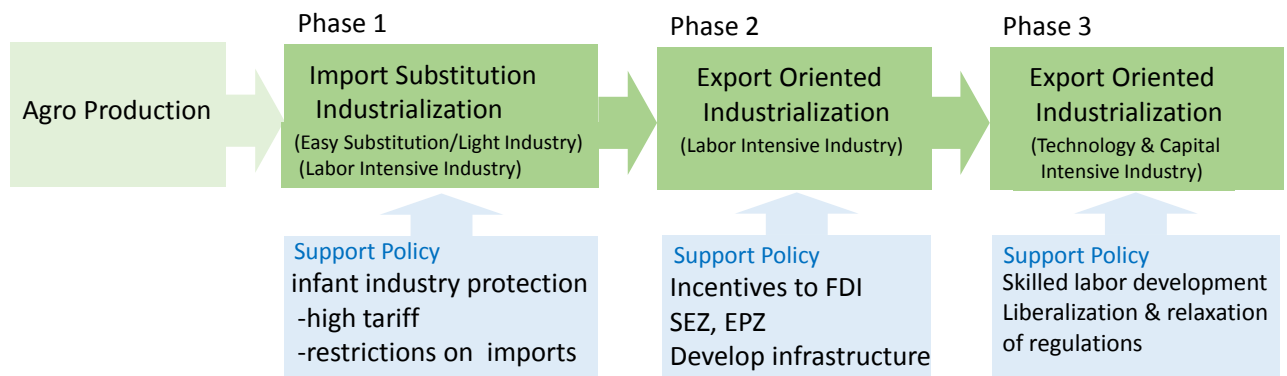 Agro Production
Phase 1
Import Substitution
Industrialization
(Easy Substitution/Light Industry)
(Labor Intensive Industry)
Support Policy
infant industry protection
-high tariff
-restrictions on imports
Phase 2
Export Oriented
Industrialization
(Labor Intensive Industry)
Support Policy
Incentives to FDI
SEZ, EPZ
Develop infrastructure
Phase 3
Export Oriented
Industrialization
(Technology & Capital
Intensive Industry)
Support Policy
Skilled labor development
Liberalization & relaxation
of regulations